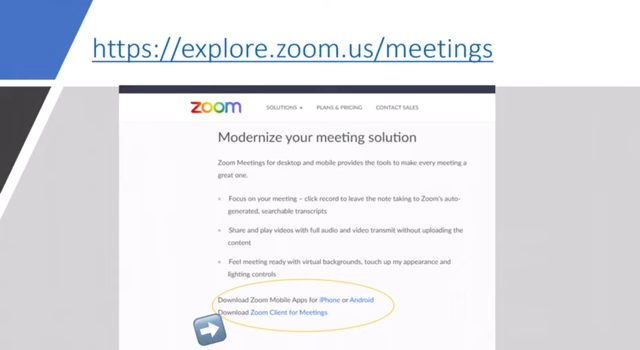 https://explore.zoom.us/meetings
zoom
SOLUTIONS PLANS & PRICING CONTACT SALES
Modernize your meeting solution
Zoom Meetings for desktop and mobile provides the tools to make every meeting a
great one.
Focus on your meeting – click record to leave the note taking to Zoom's auto-
generated, searchable transcripts
Share and play videos with full audio and video transmit without uploading the
content
Feel meeting ready with virtual backgrounds, touch up my appearance and
lighting controls
Download Zoom Mobile Apps for iPhone or Android
Download Zoom Client for Meetings